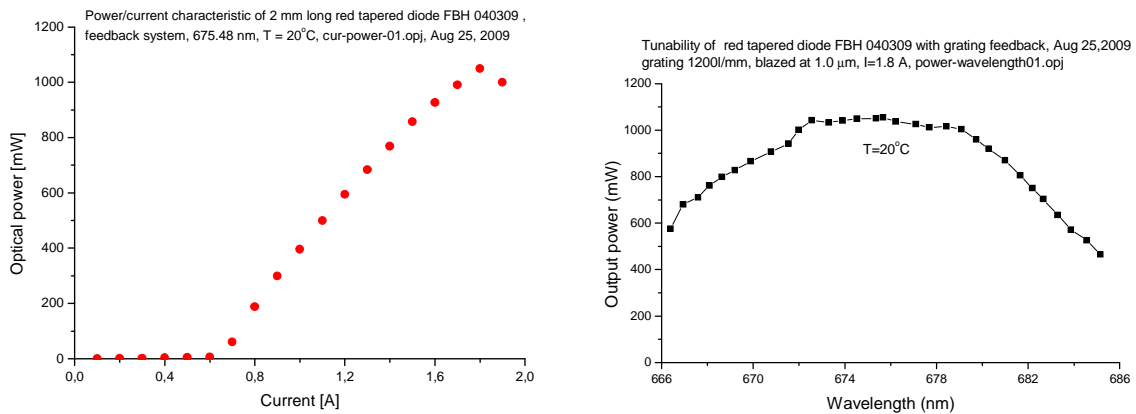 Power/current characteristic of 2 mm long red tapered diode FBH 040309 ,
feedback system, 675.48 nm, T = 20°C, cur-power-01.opj, Aug 25, 2009
1200
1000
800
600
400
200
0
Optical power [mW]
0,0
0,4
0,8
1,2
1,6
2,0
Current [A]
Tunability of red tapered diode FBH 040309 with grating feedback, Aug 25,2009
grating 1200l/mm, blazed at 1.0 μm, I=1.8 A, power-wavelength01.opj
1200
1000
800
600
400
200
0
Output power (mW)
T=20°C
666
670
674
678
682
686
Wavelength (nm)